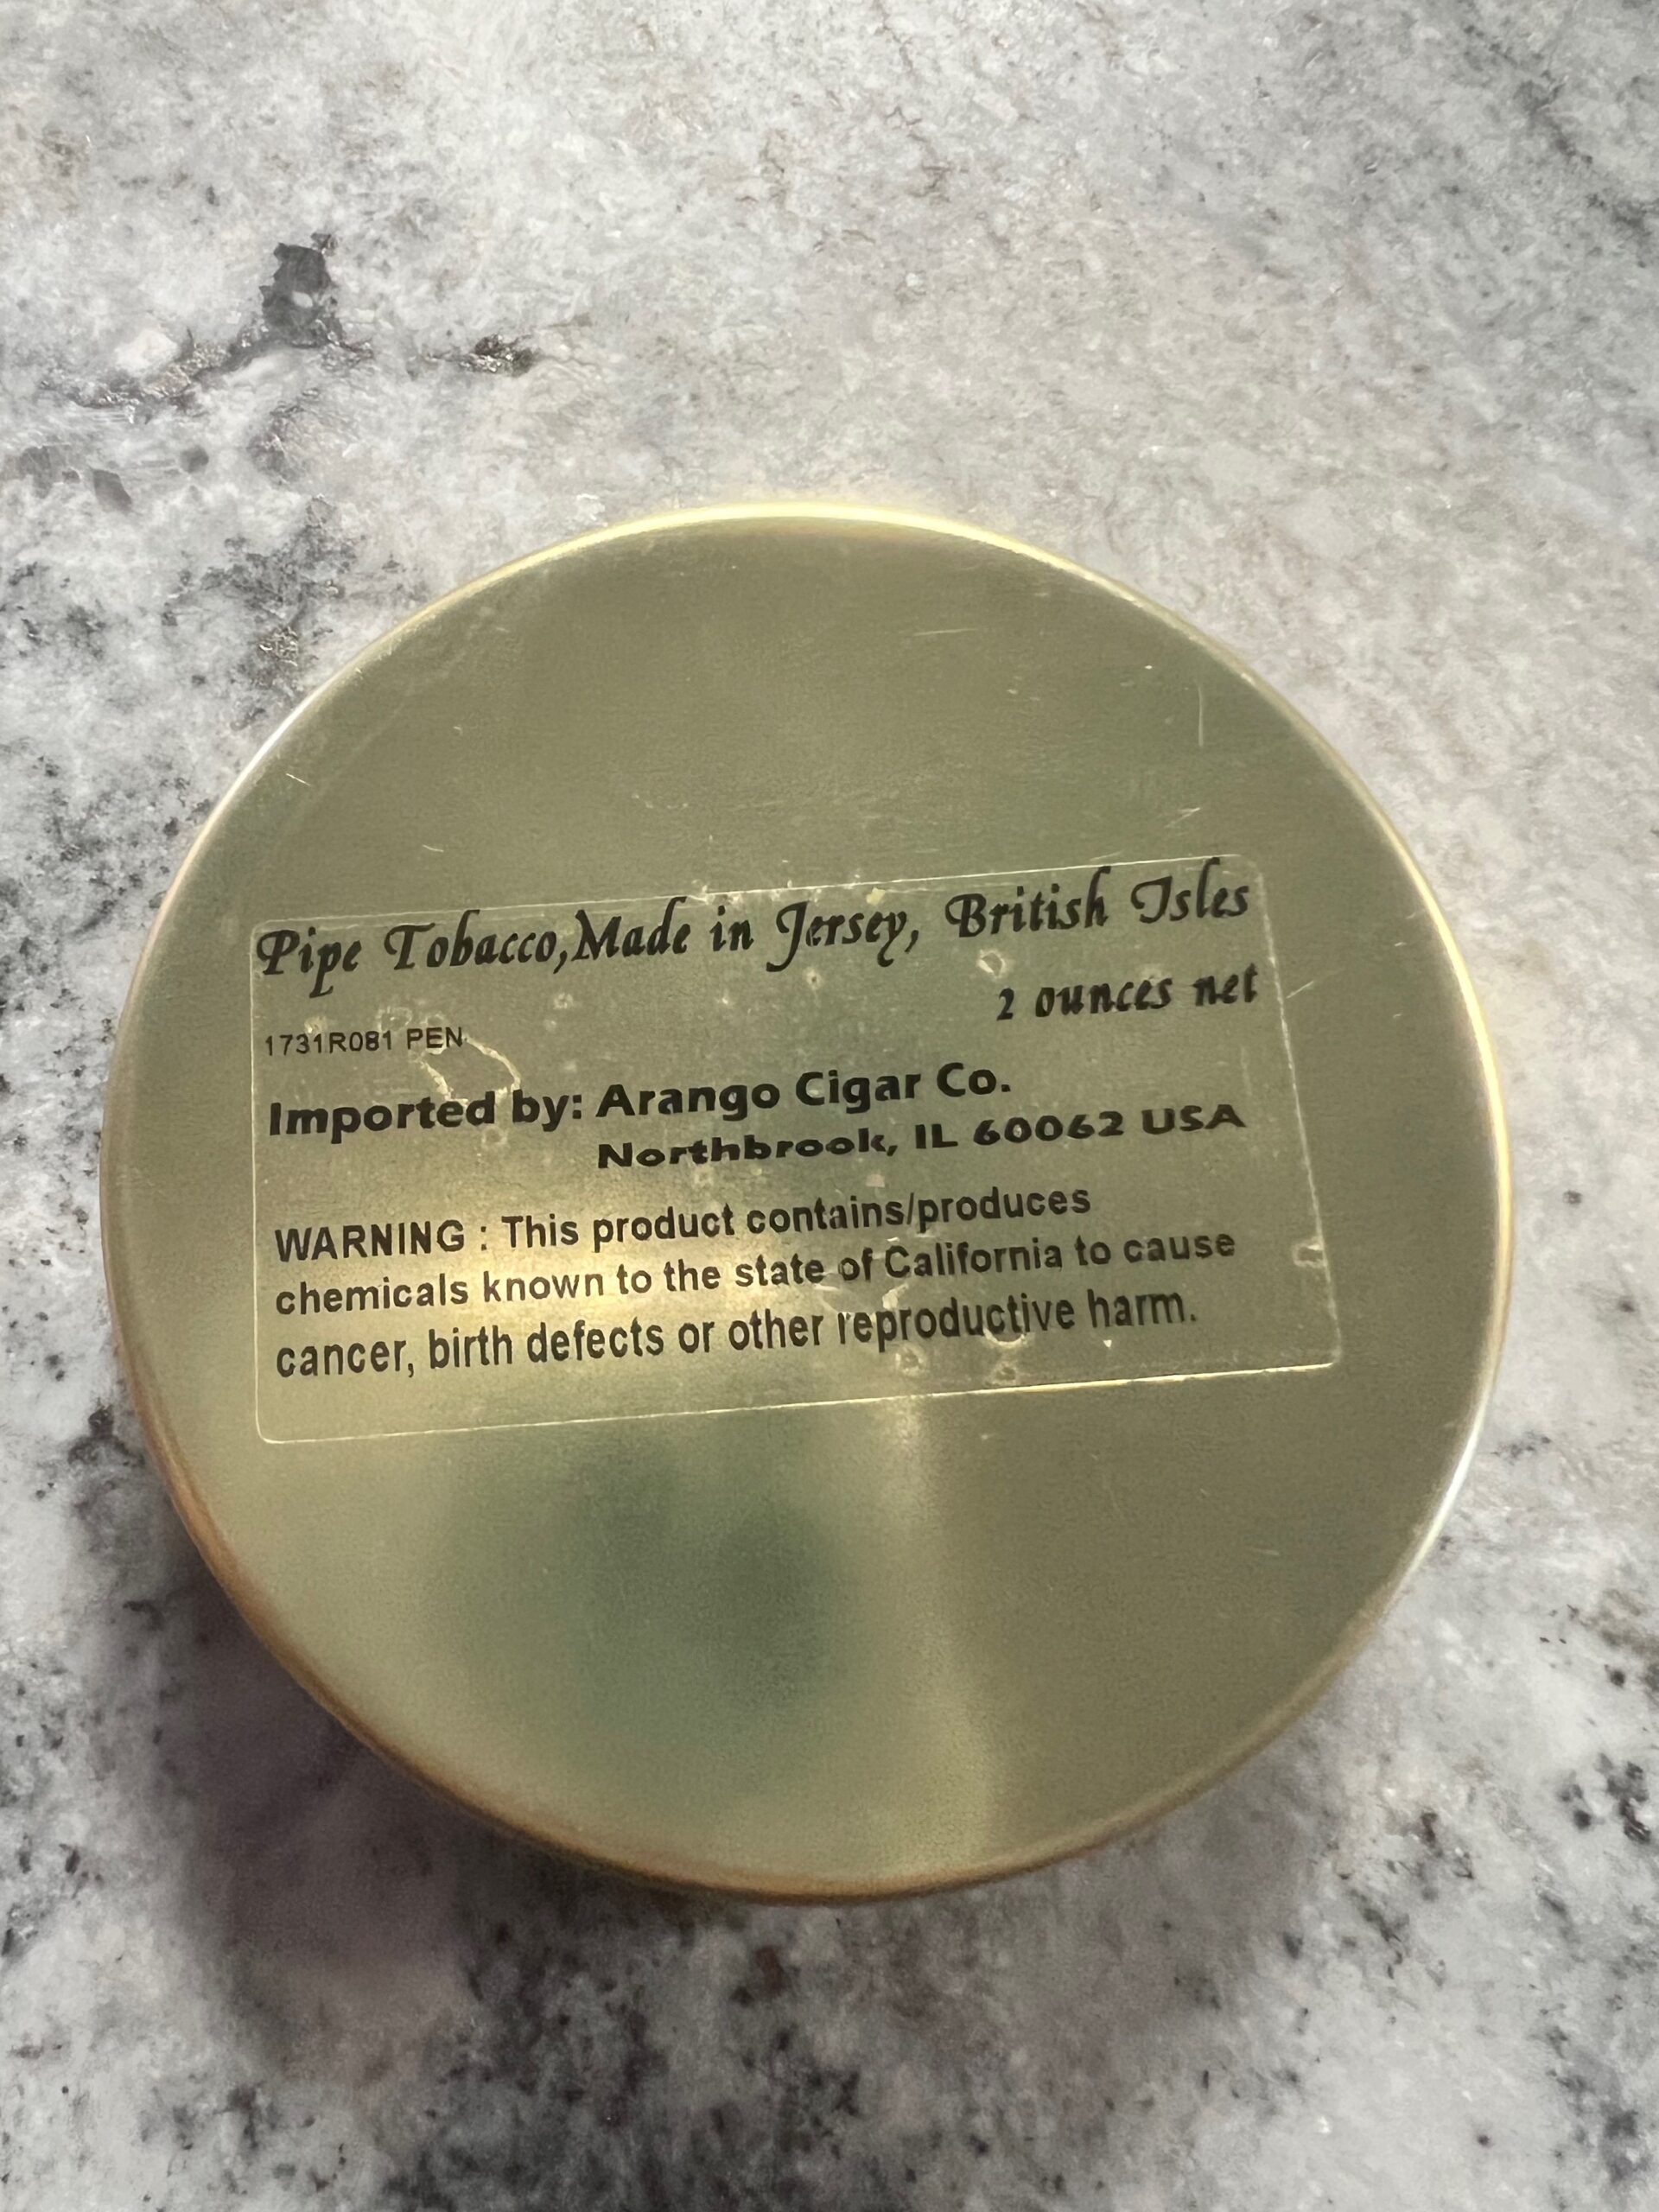 Pipe Tobacco,Made in Jersey, British Isles
2 ounces net
1731R081 PEN
Imported by: Arango Cigar Co.
Northbrook, IL 60062 USA
WARNING : This product contains/produces
chemicals known to the state of California to cause
cancer, birth defects or other reproductive harm.